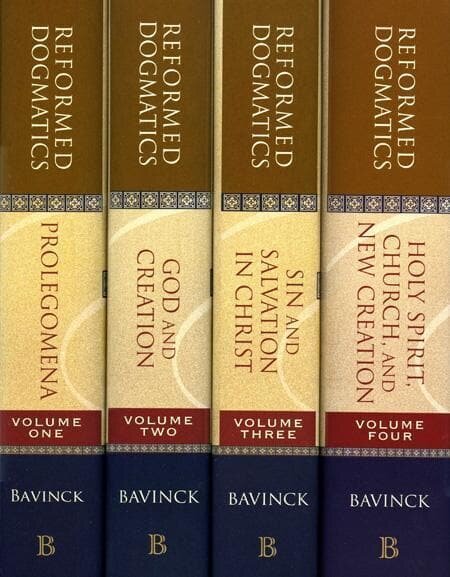 REFORMED
DOGMATICS
PROLEGOMENA
VOLUME
ONE
BAVINCK
B
REFORMED
DOGMATICS
GOD AND
CREATION
VOLUME
TWO
BAVINCK
B
REFORMED
DOGMATICS
SIN AND
SALVATION
IN CHRIST
VOLUME
THREE
BAVINCK
B
REFORMED
DOGMATICS
HOLY SPIRIT,
CHURCH, AND
NEW CREATION
VOLUME
FOUR
BAVINCK
B